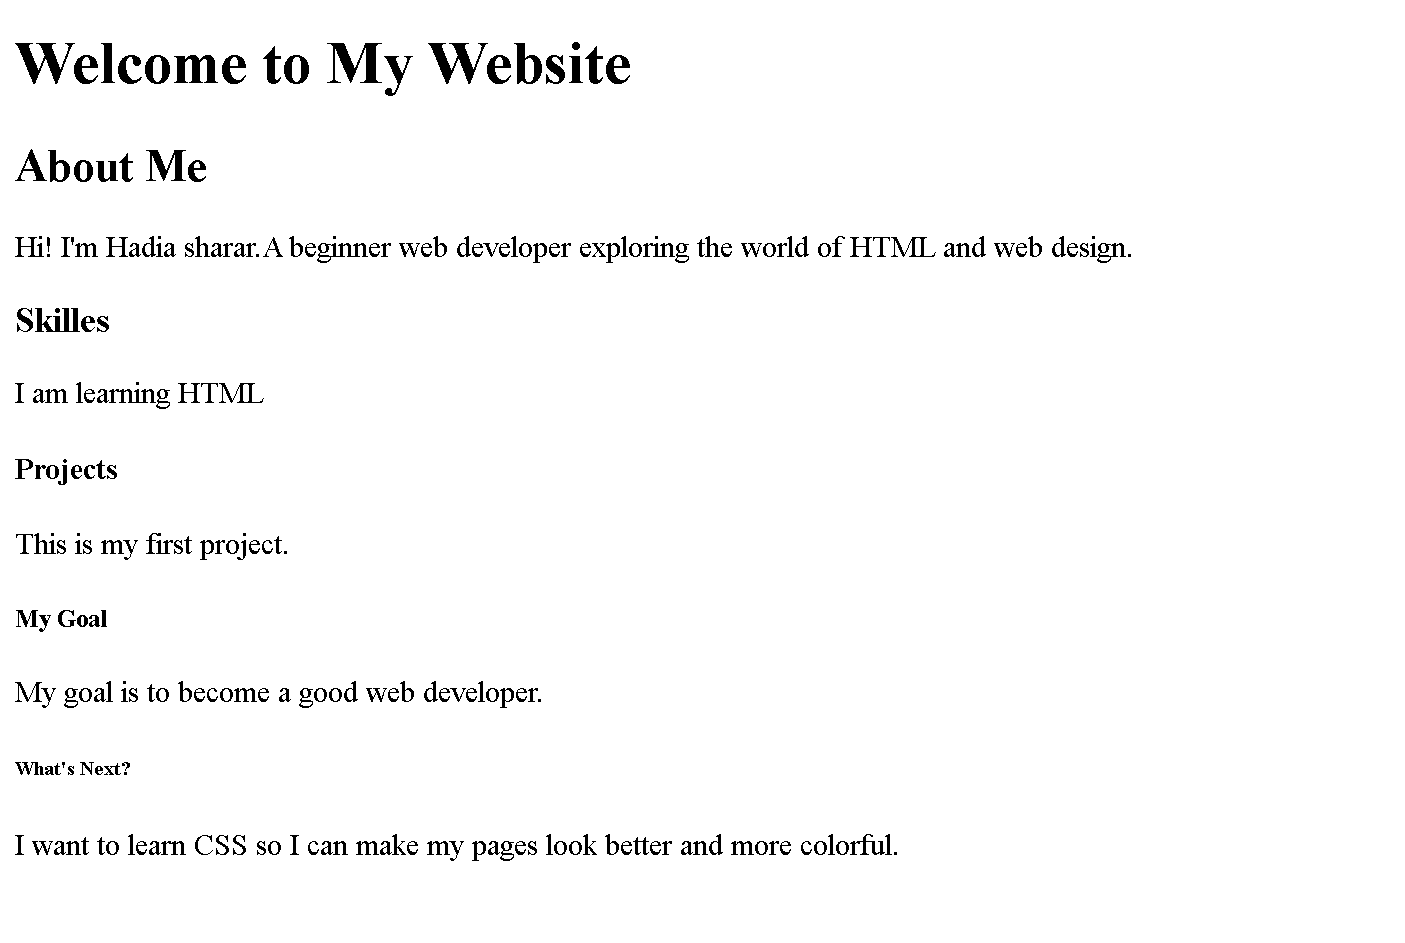 Welcome to My Website
About Me
Hi! I'm Hadia sharar.A beginner web developer exploring the world of HTML and web design.
Skilles
I am learning HTML
Projects
This is my first project.
My Goal
My goal is to become a good web developer.
What's Next?
I want to learn CSS so I can make my pages look better and more colorful.